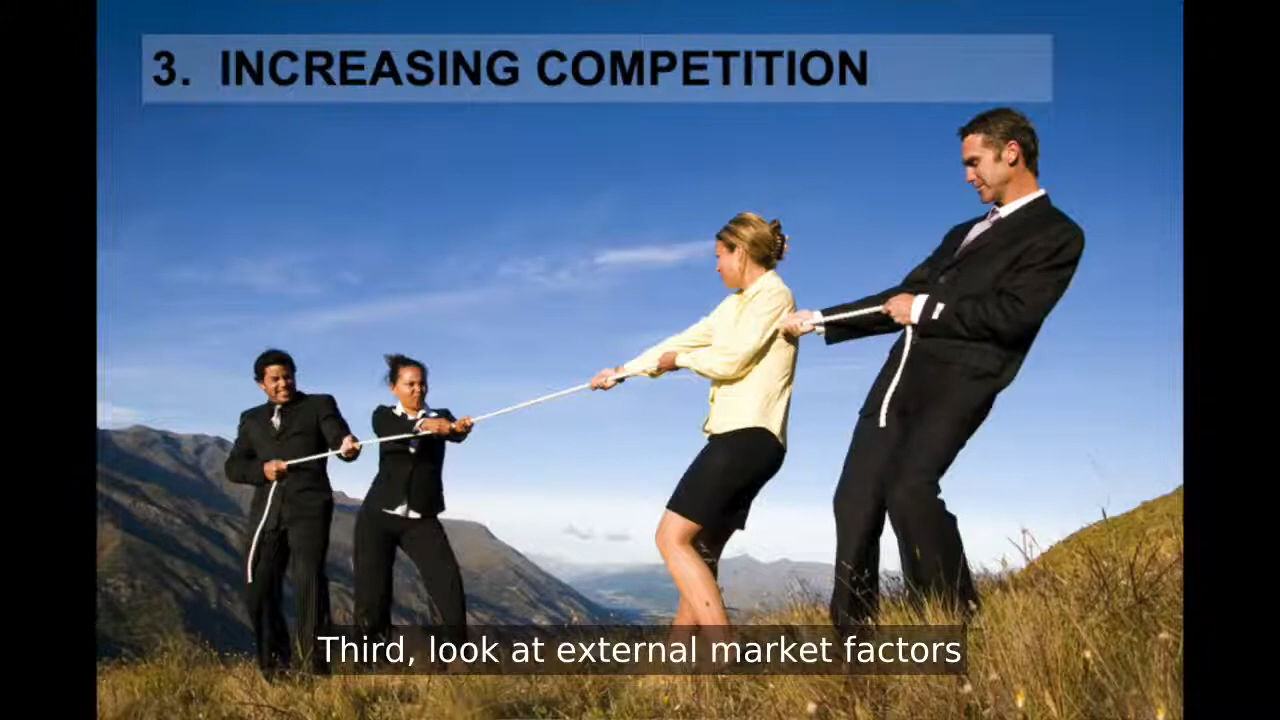 3. INCREASING COMPETITION
Third, look at external market factors